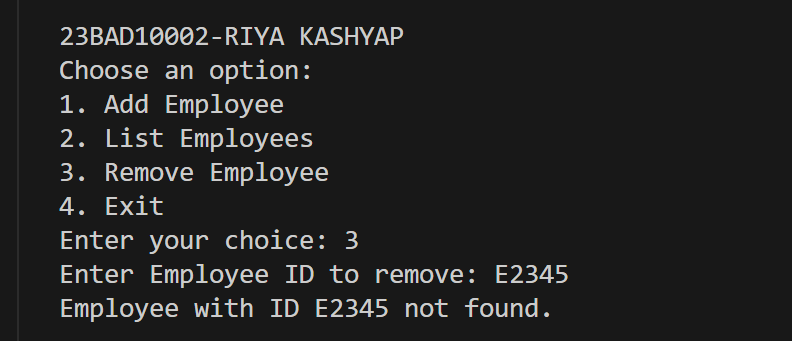 23BAD10002-RIYA KASHYAP
Choose an option:
1. Add Employee
2. List Employees
3. Remove Employee
4. Exit
Enter your choice: 3
Enter Employee ID to remove: E2345
Employee with ID E2345 not found.